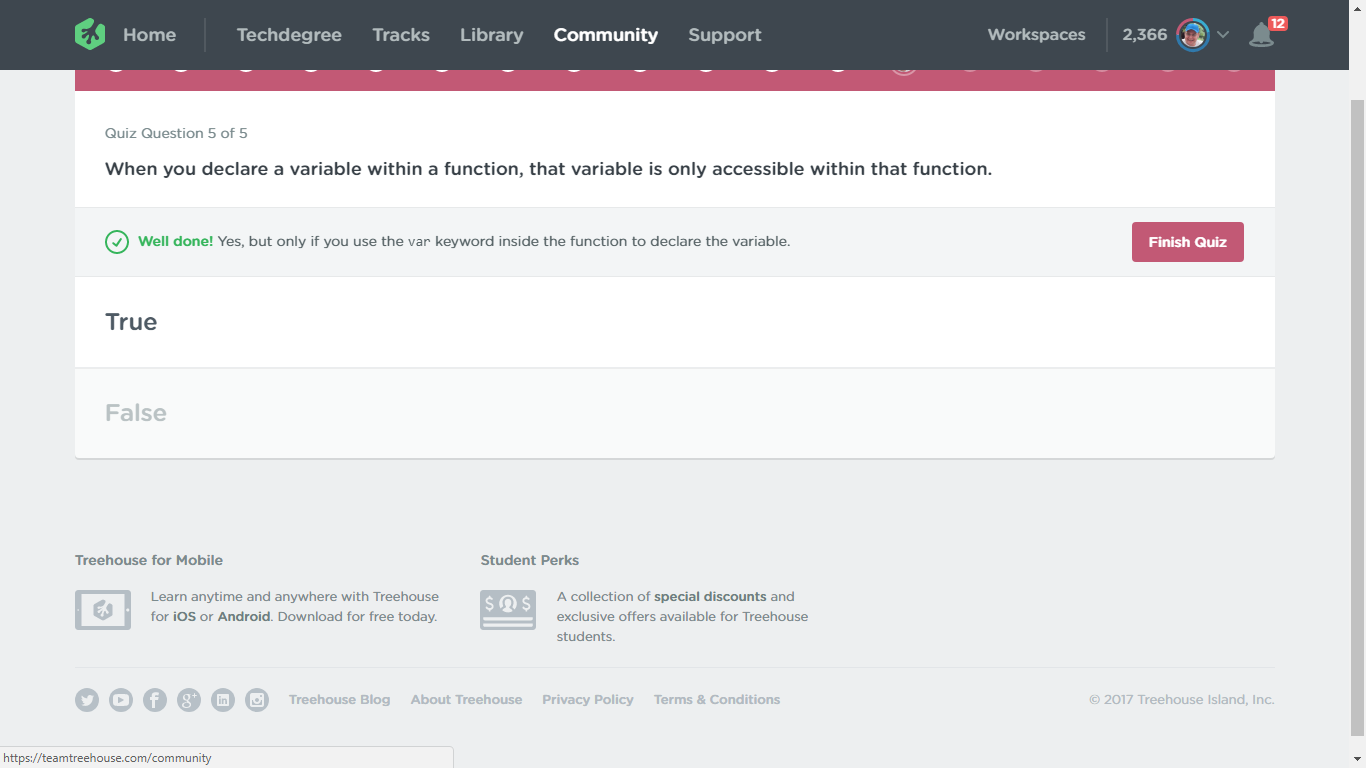 Home Techdegree Tracks Library Community Support Workspaces 2,366 12
Quiz Question 5 of 5
When you declare a variable within a function, that variable is only accessible within that function.
Well done! Yes, but only if you use the var keyword inside the function to declare the variable. Finish Quiz
True
False
Treehouse for Mobile
Learn anytime and anywhere with Treehouse
for iOS or Android. Download for free today.
Student Perks
A collection of special discounts and
exclusive offers available for Treehouse
students.
Treehouse Blog About Treehouse Privacy Policy Terms & Conditions © 2017 Treehouse Island, Inc.
https://teamtreehouse.com/community